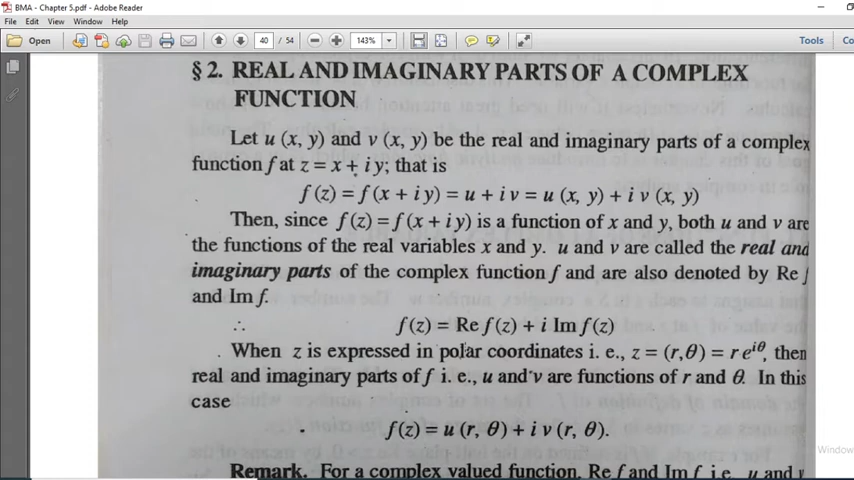 BMA - Chapter 5.pdf - Adobe Reader
File Edit View Window Help
Open 40 / 54 143% Tools
§ 2. REAL AND IMAGINARY PARTS OF A COMPLEX
FUNCTION
Let u (x, y) and v (x, y) be the real and imaginary parts of a complex
function f at z = x + i y; that is
f (z) = f (x + i y) = u + i v = u (x, y) + i v (x, y)
Then, since f (z) = f (x + i y) is a function of x and y, both u and v are
the functions of the real variables x and y. u and v are called the real and
imaginary parts of the complex function f and are also denoted by Re f
and Im f.
∴ f (z) = Re f (z) + i Im f (z)
When z is expressed in polar coordinates i. e., z = (r, θ) = r e^{iθ}, then
real and imaginary parts of f i. e., u and v are functions of r and θ. In this
case
f (z) = u (r, θ) + i v (r, θ).
Remark. For a complex valued function, Re f and Im f i.e. u and v
Window